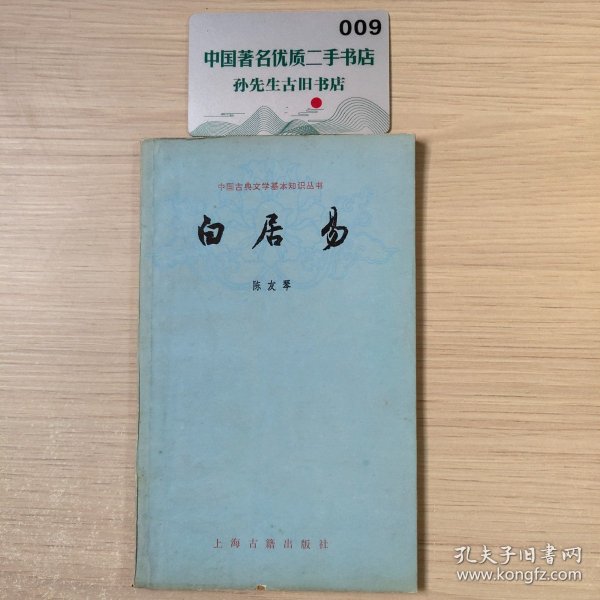 009
中国著名优质二手书店
孙先生古旧书店
中国古典文学基本知识丛书
白居易
陈友琴
上海古籍出版社
孔夫子旧书网
www.kongfz.com